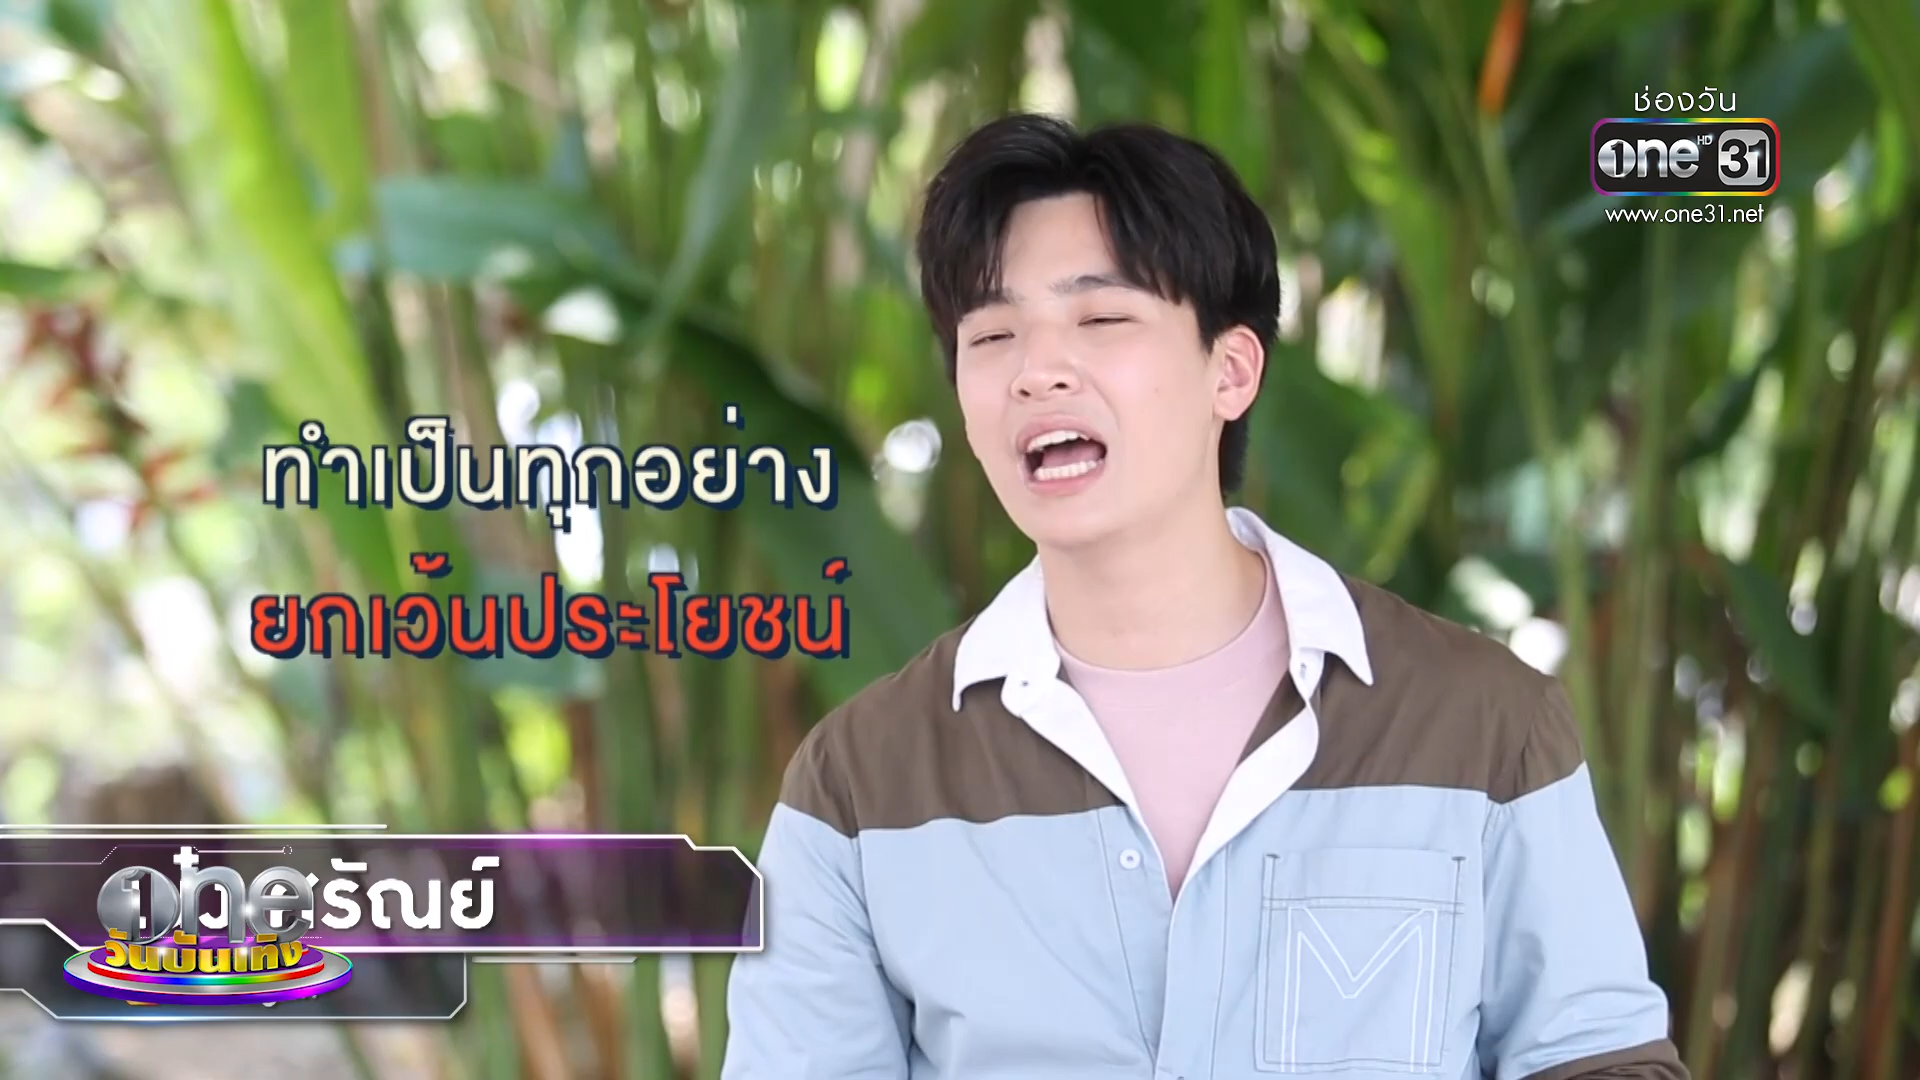 ช่องวัน
one HD 31
www.one31.net
ทำเป็นทุกอย่าง
ยกเว้นประโยชน์
ศรัณย์
one
วันบันเทิง